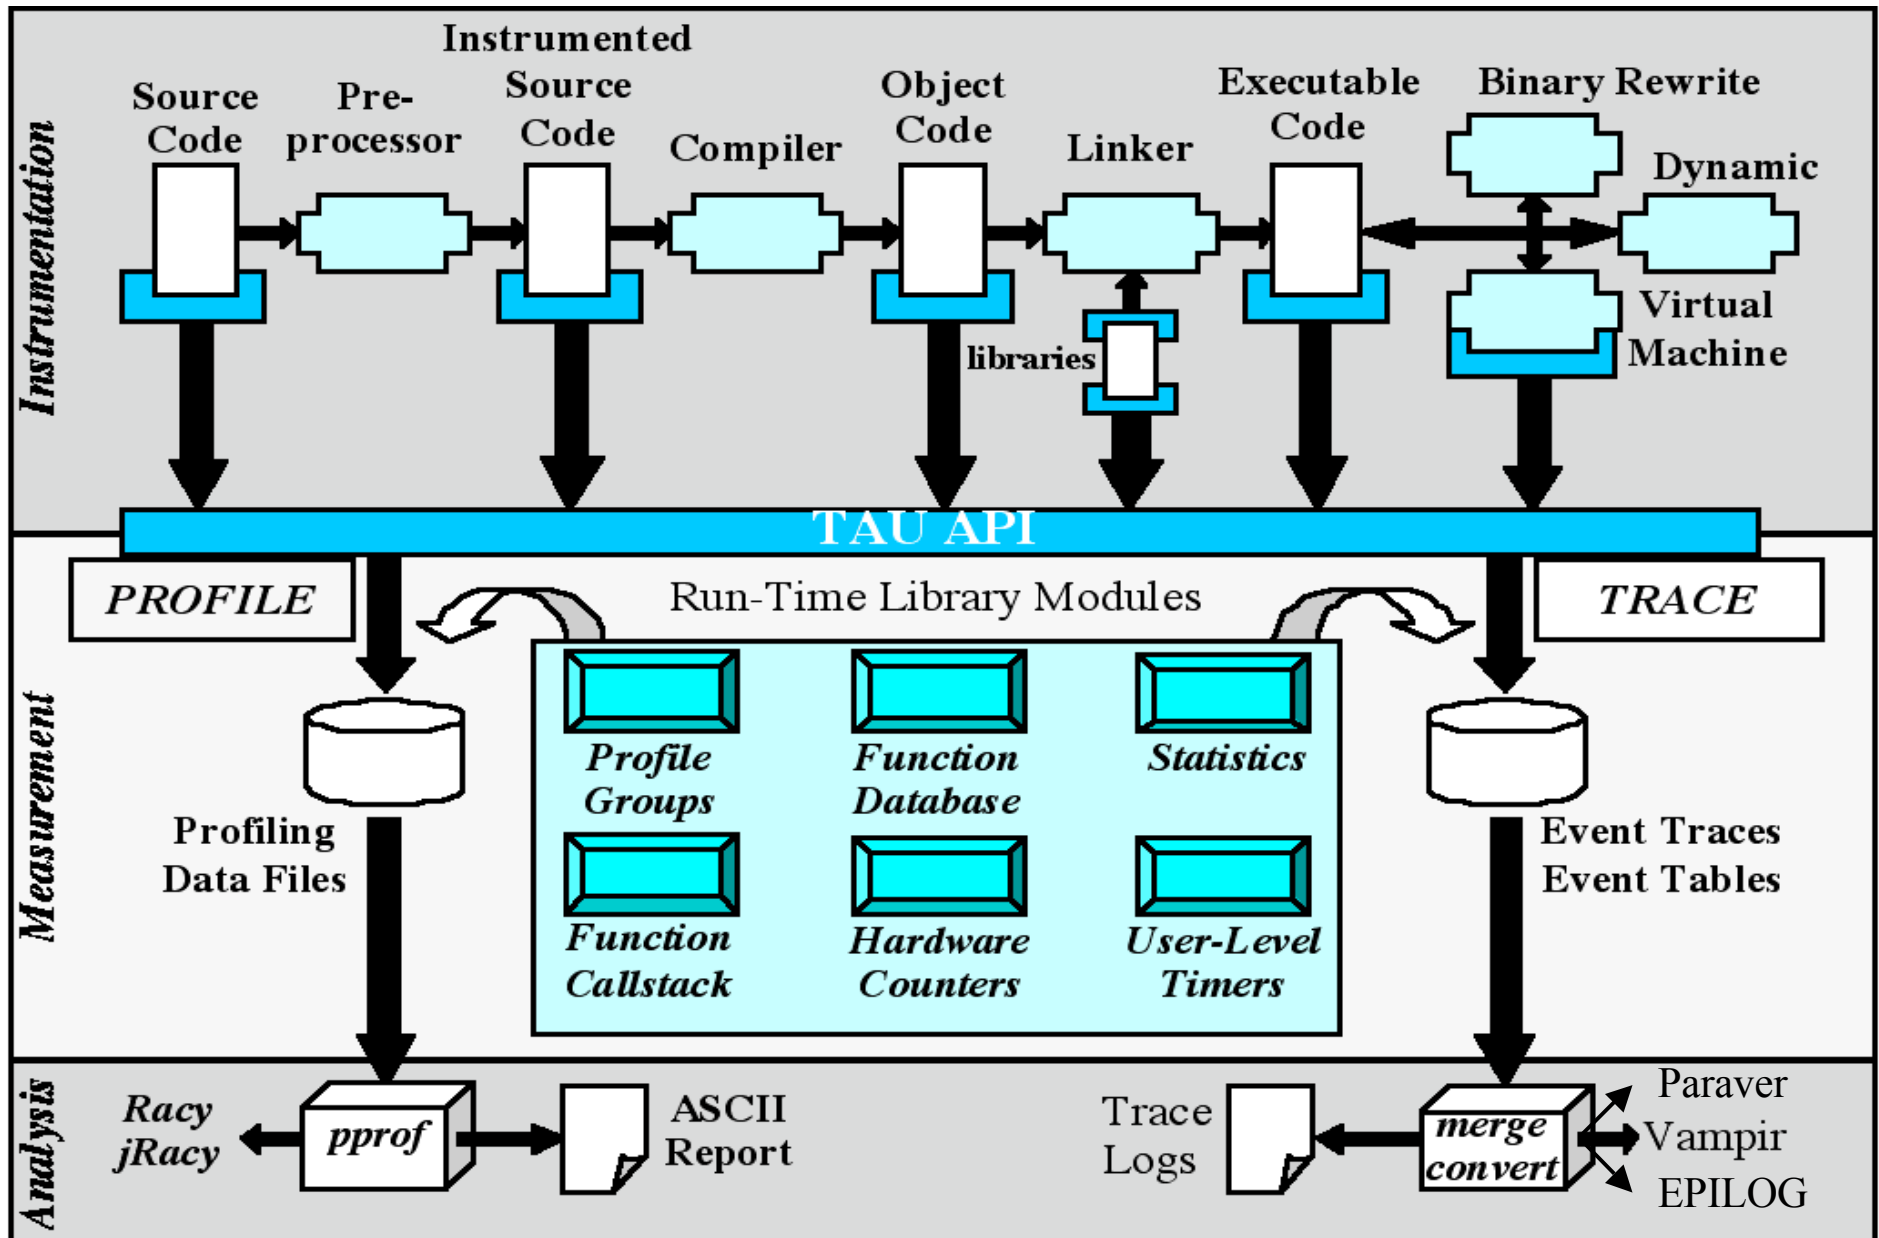 Instrumentation
Source
Code
Pre-
processor
Instrumented
Source
Code
Compiler
Object
Code
Linker
Executable
Code
Binary Rewrite
Dynamic
Virtual
Machine
libraries
TAU API
Measurement
PROFILE
Run-Time Library Modules
TRACE
Profile
Groups
Function
Database
Statistics
Function
Callstack
Hardware
Counters
User-Level
Timers
Profiling
Data Files
Event Traces
Event Tables
Analysis
Racy
jRacy
pprof
ASCII
Report
Trace
Logs
merge
convert
Paraver
Vampir
EPILOG